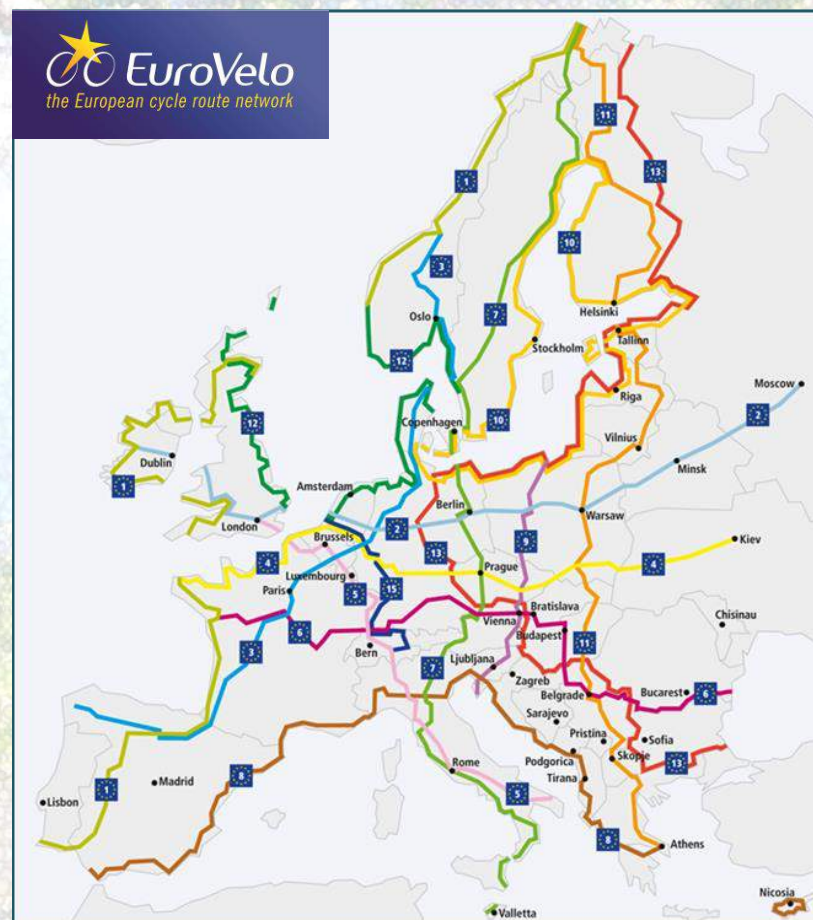 EuroVelo
the European cycle route network
11
13
1
10
3
7
Oslo
Helsinki
Tallinn
Stockholm
12
Moscow
2
Riga
Copenhagen
10
12
Vilnius
Dublin
Minsk
1
Amsterdam
Berlin
Warsaw
London
2
Brussels
9
Kiev
13
4
4
Luxembourg
Prague
5
15
Paris
Bratislava
Vienna
Chisinau
6
Budapest
11
3
Bern
7
Ljubljana
Zagreb
Belgrade
Bucarest
6
Sarajevo
Pristina
Sofia
Podgorica
Skopje
13
Rome
Tirana
8
Madrid
1
Lisbon
5
8
Athens
Nicosia
Valletta